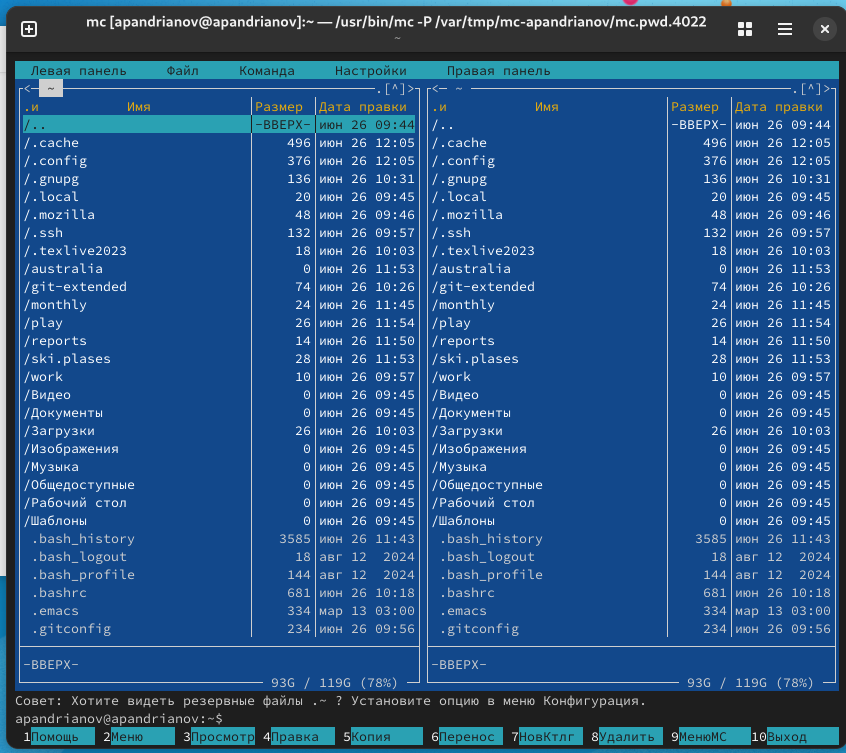 mc [apandrianov@apandrianov]:~ — /usr/bin/mc -P /var/tmp/mc-apandrianov/mc.pwd.4022
~
Левая панель Файл Команда Настройки Правая панель
<─ ~ .[^]> <─ ~ .[^]>
.и Имя Размер Дата правки .и Имя Размер Дата правки
/.. -ВВЕРХ- июн 26 09:44 /.. -ВВЕРХ- июн 26 09:44
/.cache 496 июн 26 12:05 /.cache 496 июн 26 12:05
/.config 376 июн 26 12:05 /.config 376 июн 26 12:05
/.gnupg 136 июн 26 10:31 /.gnupg 136 июн 26 10:31
/.local 20 июн 26 09:45 /.local 20 июн 26 09:45
/.mozilla 48 июн 26 09:46 /.mozilla 48 июн 26 09:46
/.ssh 132 июн 26 09:57 /.ssh 132 июн 26 09:57
/.texlive2023 18 июн 26 10:03 /.texlive2023 18 июн 26 10:03
/australia 0 июн 26 11:53 /australia 0 июн 26 11:53
/git-extended 74 июн 26 10:26 /git-extended 74 июн 26 10:26
/monthly 24 июн 26 11:45 /monthly 24 июн 26 11:45
/play 26 июн 26 11:54 /play 26 июн 26 11:54
/reports 14 июн 26 11:50 /reports 14 июн 26 11:50
/ski.plases 28 июн 26 11:53 /ski.plases 28 июн 26 11:53
/work 10 июн 26 09:57 /work 10 июн 26 09:57
/Видео 0 июн 26 09:45 /Видео 0 июн 26 09:45
/Документы 0 июн 26 09:45 /Документы 0 июн 26 09:45
/Загрузки 26 июн 26 10:03 /Загрузки 26 июн 26 10:03
/Изображения 0 июн 26 09:45 /Изображения 0 июн 26 09:45
/Музыка 0 июн 26 09:45 /Музыка 0 июн 26 09:45
/Общедоступные 0 июн 26 09:45 /Общедоступные 0 июн 26 09:45
/Рабочий стол 0 июн 26 09:45 /Рабочий стол 0 июн 26 09:45
/Шаблоны 0 июн 26 09:45 /Шаблоны 0 июн 26 09:45
.bash_history 3585 июн 26 11:43 .bash_history 3585 июн 26 11:43
.bash_logout 18 авг 12 2024 .bash_logout 18 авг 12 2024
.bash_profile 144 авг 12 2024 .bash_profile 144 авг 12 2024
.bashrc 681 июн 26 10:18 .bashrc 681 июн 26 10:18
.emacs 334 мар 13 03:00 .emacs 334 мар 13 03:00
.gitconfig 234 июн 26 09:56 .gitconfig 234 июн 26 09:56
-ВВЕРХ- -ВВЕРХ-
93G / 119G (78%) 93G / 119G (78%)
Совет: Хотите видеть резервные файлы .~ ? Установите опцию в меню Конфигурация.
apandrianov@apandrianov:~$
1Помощь 2Меню 3Просмотр 4Правка 5Копия 6Перенос 7НовКтлг 8Удалить 9МенюМС 10Выход